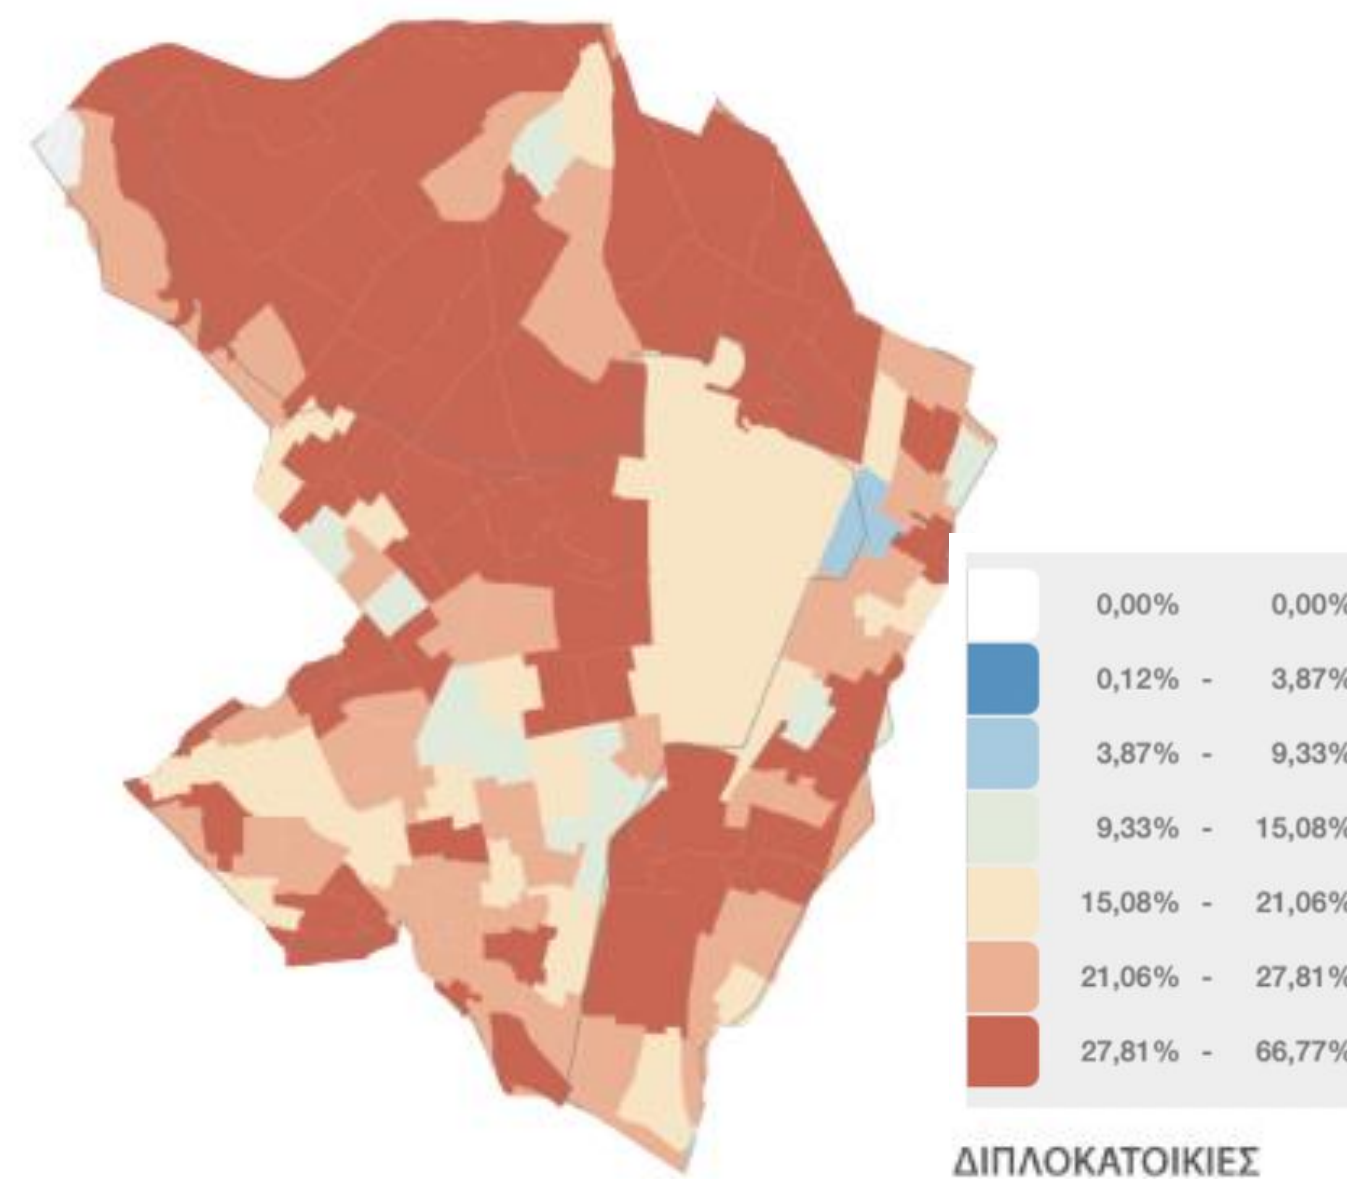 0,00% 0,00%
0,12% - 3,87%
3,87% - 9,33%
9,33% - 15,08%
15,08% - 21,06%
21,06% - 27,81%
27,81% - 66,77%
ΔΙΠΛΟΚΑΤΟΙΚΙΕΣ